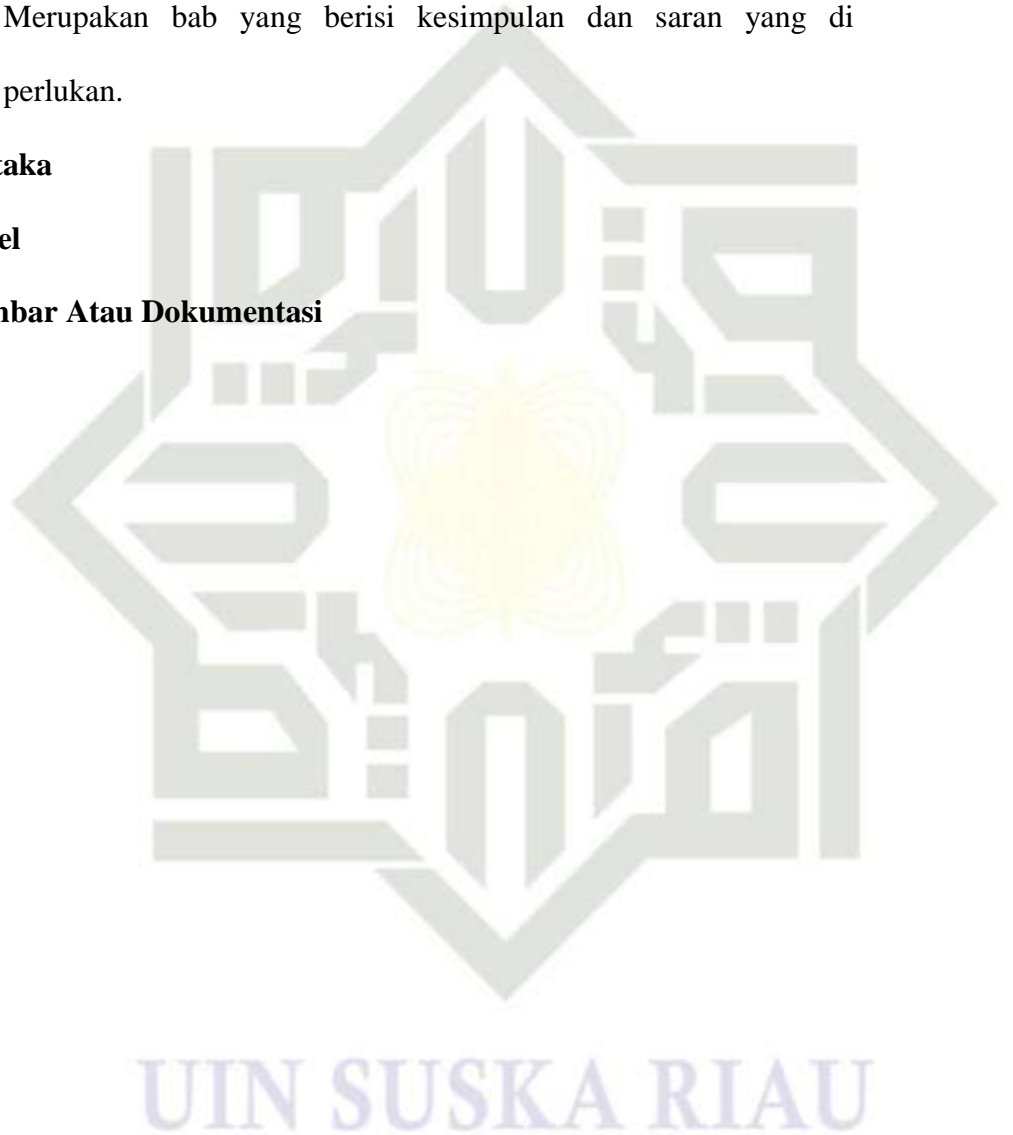 Merupakan bab yang berisi kesimpulan dan saran yang di
perlukan.
taka
el
nbar Atau Dokumentasi
UIN SUSKA RIAU